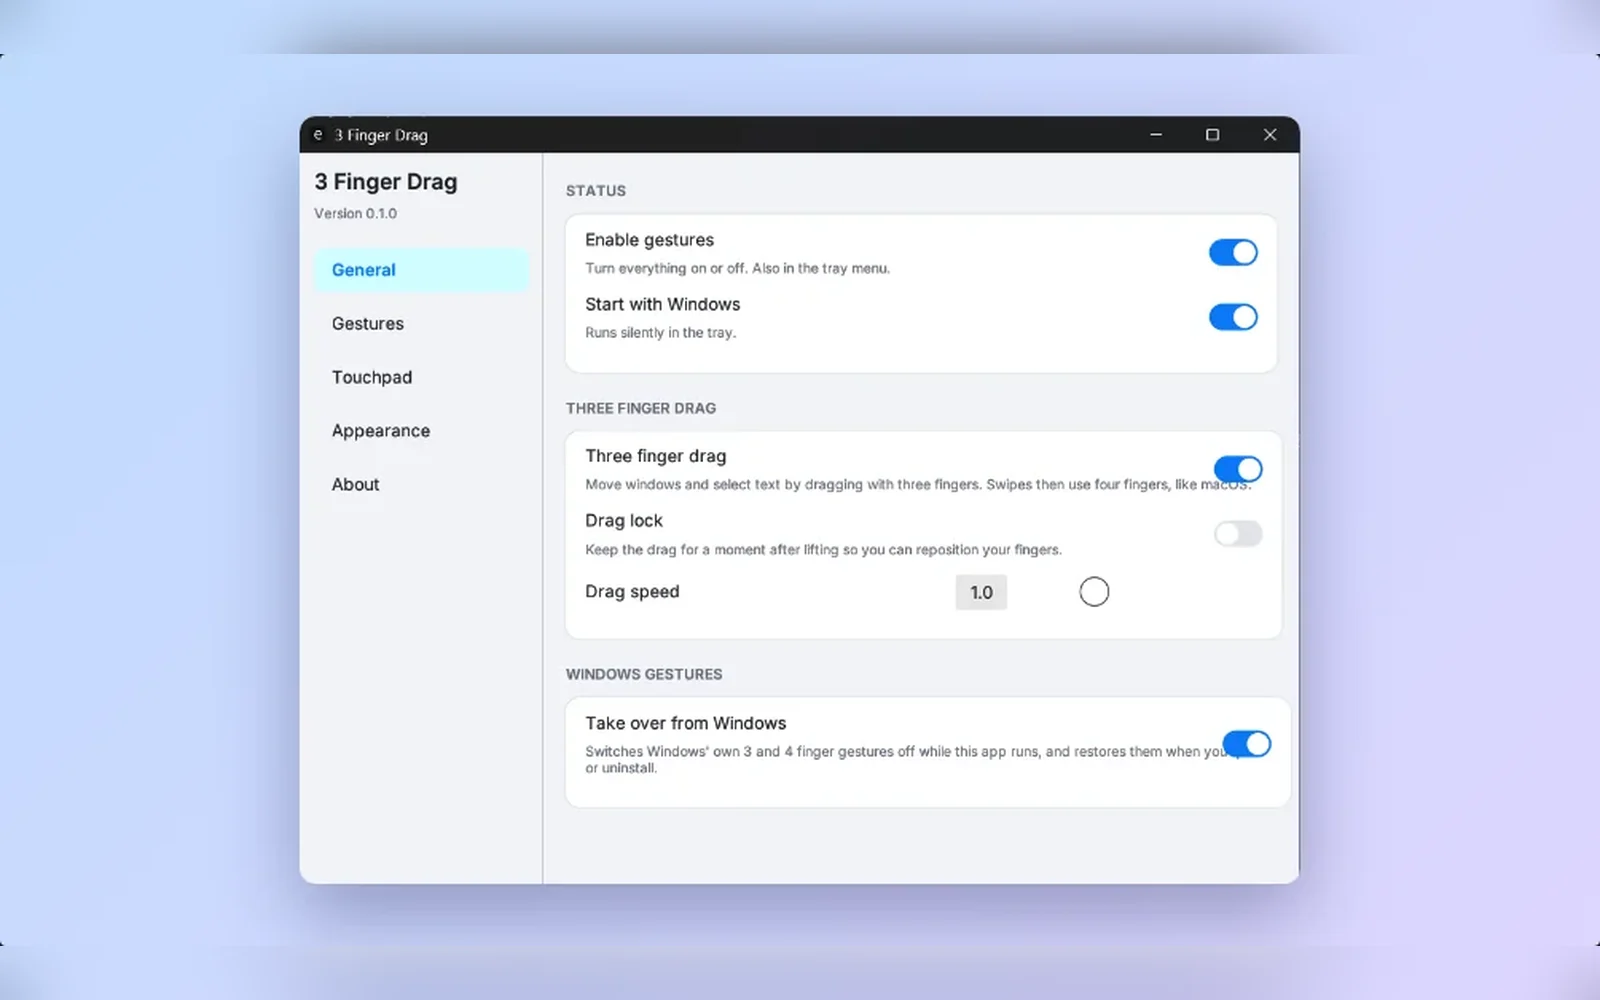 3 Finger Drag
3 Finger Drag
Version 0.1.0
General
Gestures
Touchpad
Appearance
About
STATUS
Enable gestures
Turn everything on or off. Also in the tray menu.
Start with Windows
Runs silently in the tray.
THREE FINGER DRAG
Three finger drag
Move windows and select text by dragging with three fingers. Swipes then use four fingers, like macOS.
Drag lock
Keep the drag for a moment after lifting so you can reposition your fingers.
Drag speed
1.0
WINDOWS GESTURES
Take over from Windows
Switches Windows' own 3 and 4 finger gestures off while this app runs, and restores them when you
or uninstall.